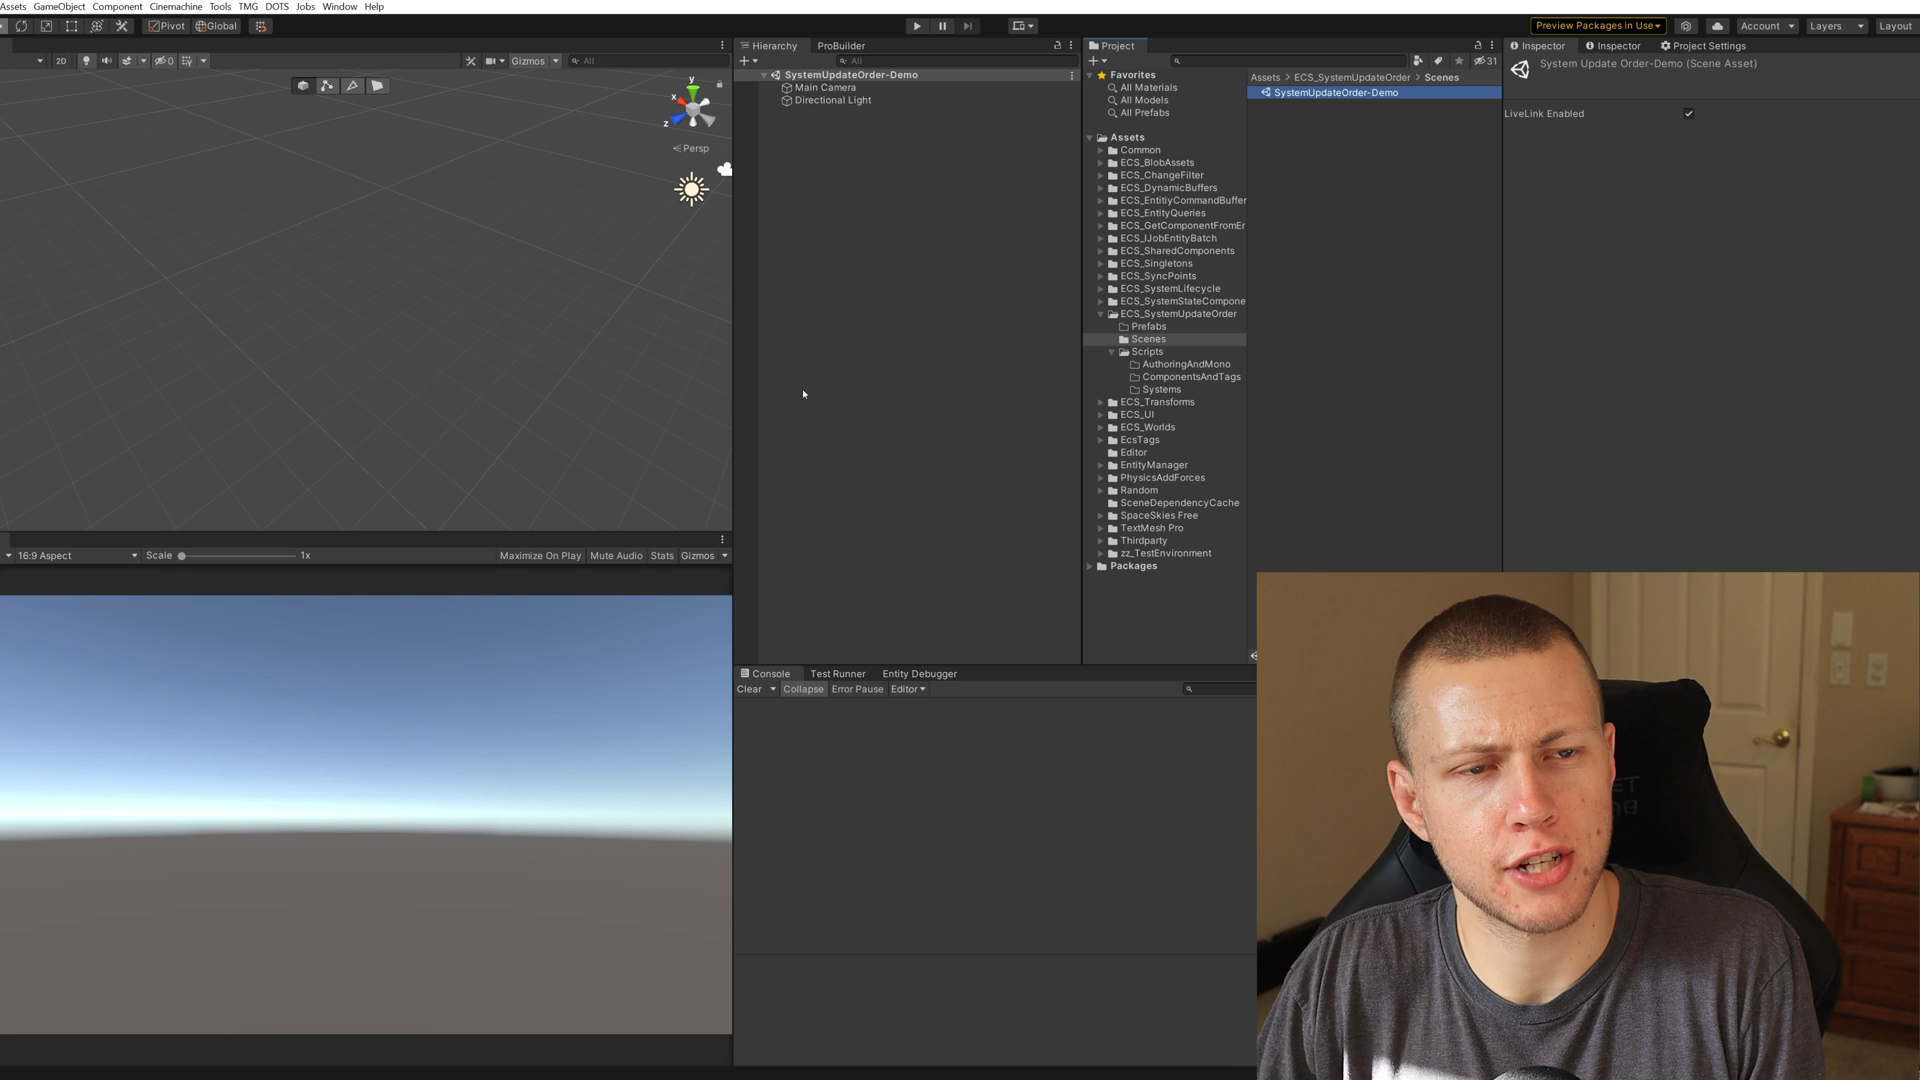 Assets GameObject Component Cinemachine Tools TMG DOTS Jobs Window Help
Pivot Global Preview Packages in Use Account Layers Layout
2D Gizmos All
Persp
y
x
z
16:9 Aspect Scale 1x Maximize On Play Mute Audio Stats Gizmos
Hierarchy ProBuilder
All
SystemUpdateOrder-Demo
Main Camera
Directional Light
Project
31
Favorites
All Materials
All Models
All Prefabs
Assets
Common
ECS_BlobAssets
ECS_ChangeFilter
ECS_DynamicBuffers
ECS_EntitiyCommandBuffer
ECS_EntityQueries
ECS_GetComponentFromEr
ECS_IJobEntityBatch
ECS_SharedComponents
ECS_Singletons
ECS_SyncPoints
ECS_SystemLifecycle
ECS_SystemStateCompone
ECS_SystemUpdateOrder
Prefabs
Scenes
Scripts
AuthoringAndMono
ComponentsAndTags
Systems
ECS_Transforms
ECS_UI
ECS_Worlds
EcsTags
Editor
EntityManager
PhysicsAddForces
Random
SceneDependencyCache
SpaceSkies Free
TextMesh Pro
Thirdparty
zz_TestEnvironment
Packages
Assets > ECS_SystemUpdateOrder > Scenes
SystemUpdateOrder-Demo
Inspector Inspector Project Settings
System Update Order-Demo (Scene Asset)
LiveLink Enabled
Console Test Runner Entity Debugger
Clear Collapse Error Pause Editor